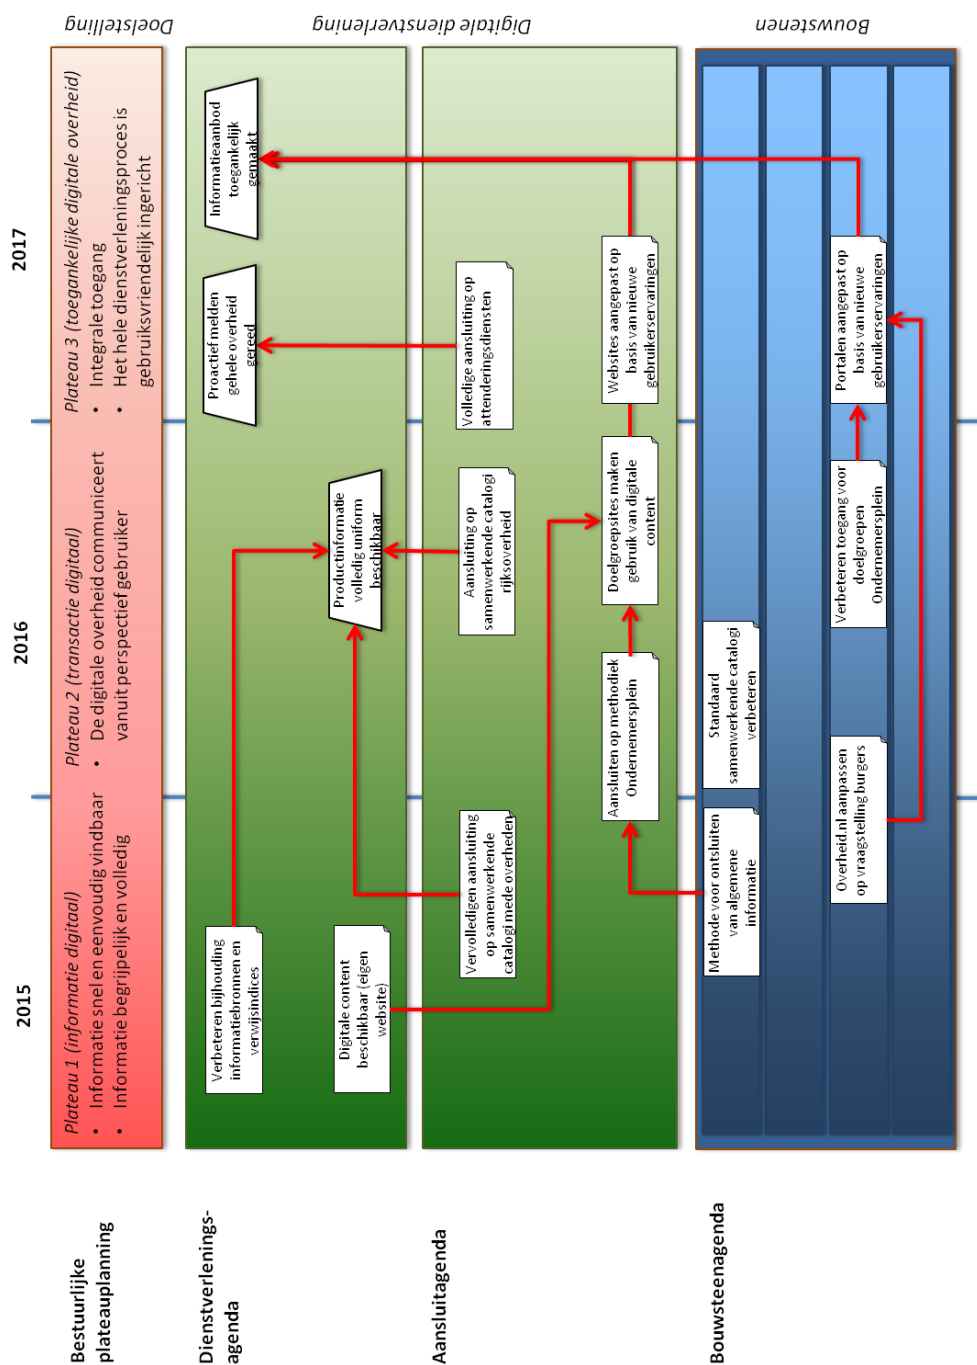 2015
2016
2017
Bestuurlijke
plateauplanning
Plateau 1 (informatie digitaal)
• Informatie snel en eenvoudig vindbaar
• Informatie begrijpelijk en volledig
Plateau 2 (transactie digitaal)
• De digitale overheid communiceert
vanuit perspectief gebruiker
Plateau 3 (toegankelijke digitale overheid)
• Integrale toegang
• Het hele dienstverleningsproces is
gebruiksvriendelijk ingericht
Doelstelling
Dienstverlenings-
agenda
Verbeteren bijhouding
informatiebronnen en
verwijsindices
Digitale content
beschikbaar (eigen
website)
Productinformatie
volledig uniform
beschikbaar
Proactief melden
gehele overheid
gereed
Informatieaanbod
toegankelijk
gemaakt
Digitale dienstverlening
Aansluitagenda
Vervolledigen aansluiting
op samenwerkende
catalogi mede overheden
Aansluiting op
samenwerkende catalogi
rijksoverheid
Volledige aansluiting op
attenderingsdiensten
Aansluiten op methodiek
Ondernemersplein
Doelgroepsites maken
gebruik van digitale
content
Websites aangepast op
basis van nieuwe
gebruikerservaringen
Bouwsteenagenda
Methode voor ontsluiten
van algemene
informatie
Standaard
samenwerkende catalogi
verbeteren
Overheid.nl aanpassen
op vraagstelling burgers
Verbeteren toegang voor
doelgroepen
Ondernemersplein
Portalen aangepast op
basis van nieuwe
gebruikerservaringen
Bouwstenen